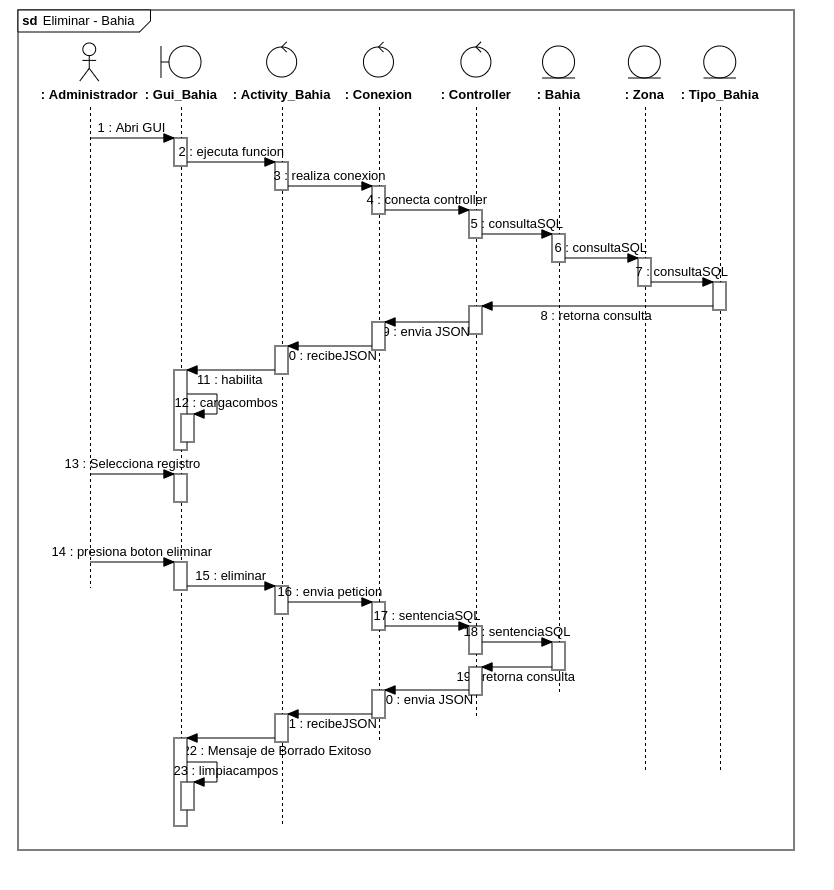 sd Eliminar - Bahia
: Administrador : Gui_Bahia : Activity_Bahia : Conexion : Controller : Bahia : Zona : Tipo_Bahia
1 : Abri GUI
2 : ejecuta funcion
3 : realiza conexion
4 : conecta controller
5 : consultaSQL
6 : consultaSQL
7 : consultaSQL
8 : retorna consulta
9 : envia JSON
0 : recibeJSON
11 : habilita
12 : cargacombos
13 : Selecciona registro
14 : presiona boton eliminar
15 : eliminar
16 : envia peticion
17 : sentenciaSQL
18 : sentenciaSQL
19 : retorna consulta
0 : envia JSON
1 : recibeJSON
22 : Mensaje de Borrado Exitoso
23 : limpiacampos